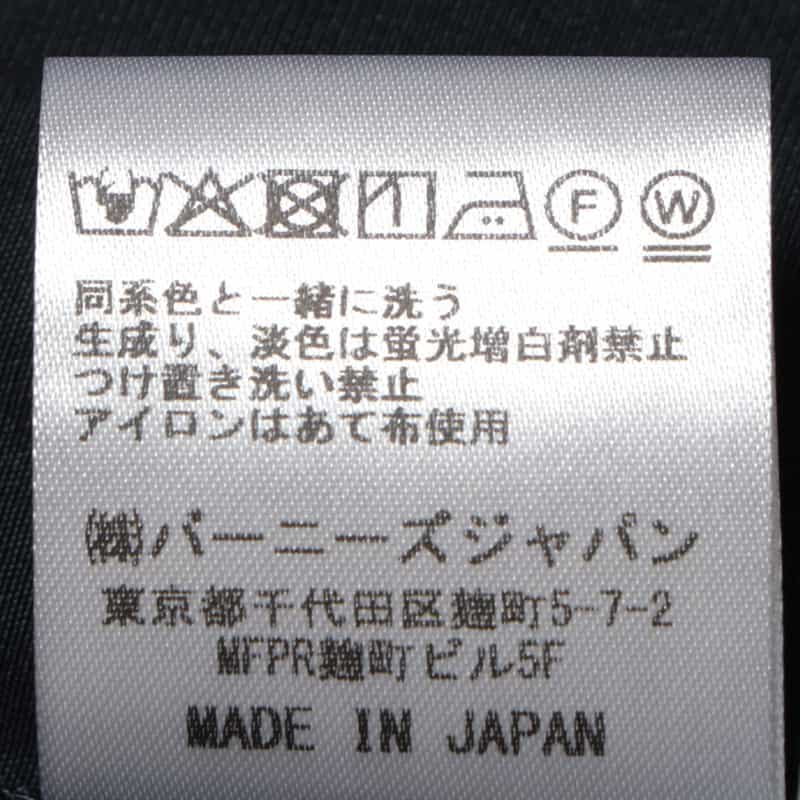 F W
同系色と一緒に洗う
生成り、淡色は蛍光増白剤禁止
つけ置き洗い禁止
アイロンはあて布使用
㈱バーニーズジャパン
東京都千代田区麹町5-7-2
MFPR麹町ビル5F
MADE IN JAPAN